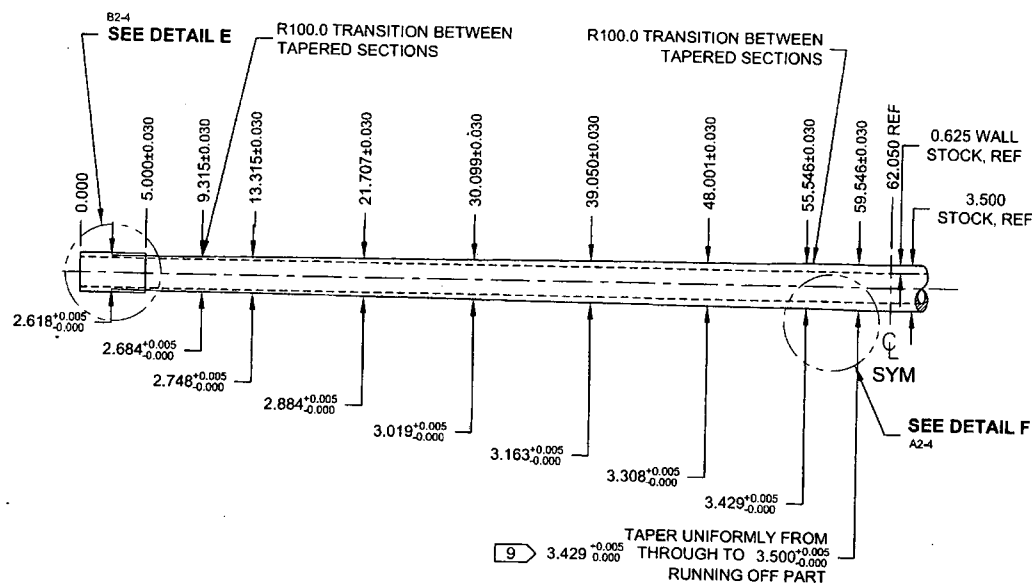 B2-4
SEE DETAIL E
R100.0 TRANSITION BETWEEN
TAPERED SECTIONS
R100.0 TRANSITION BETWEEN
TAPERED SECTIONS
0.000
5.000±0.030
9.315±0.030
13.315±0.030
21.707±0.030
30.099±0.030
39.050±0.030
48.001±0.030
55.546±0.030
59.546±0.030
62.050 REF
0.625 WALL
STOCK, REF
3.500
STOCK, REF
2.618 +0.005 -0.000
2.684 +0.005 -0.000
2.748 +0.005 -0.000
2.884 +0.005 -0.000
3.019 +0.005 -0.000
3.163 +0.005 -0.000
3.308 +0.005 -0.000
3.429 +0.005 -0.000
℄
SYM
SEE DETAIL F
A2-4
TAPER UNIFORMLY FROM
9 3.429 +0.005 0.000 THROUGH TO 3.500 +0.005 -0.000
RUNNING OFF PART